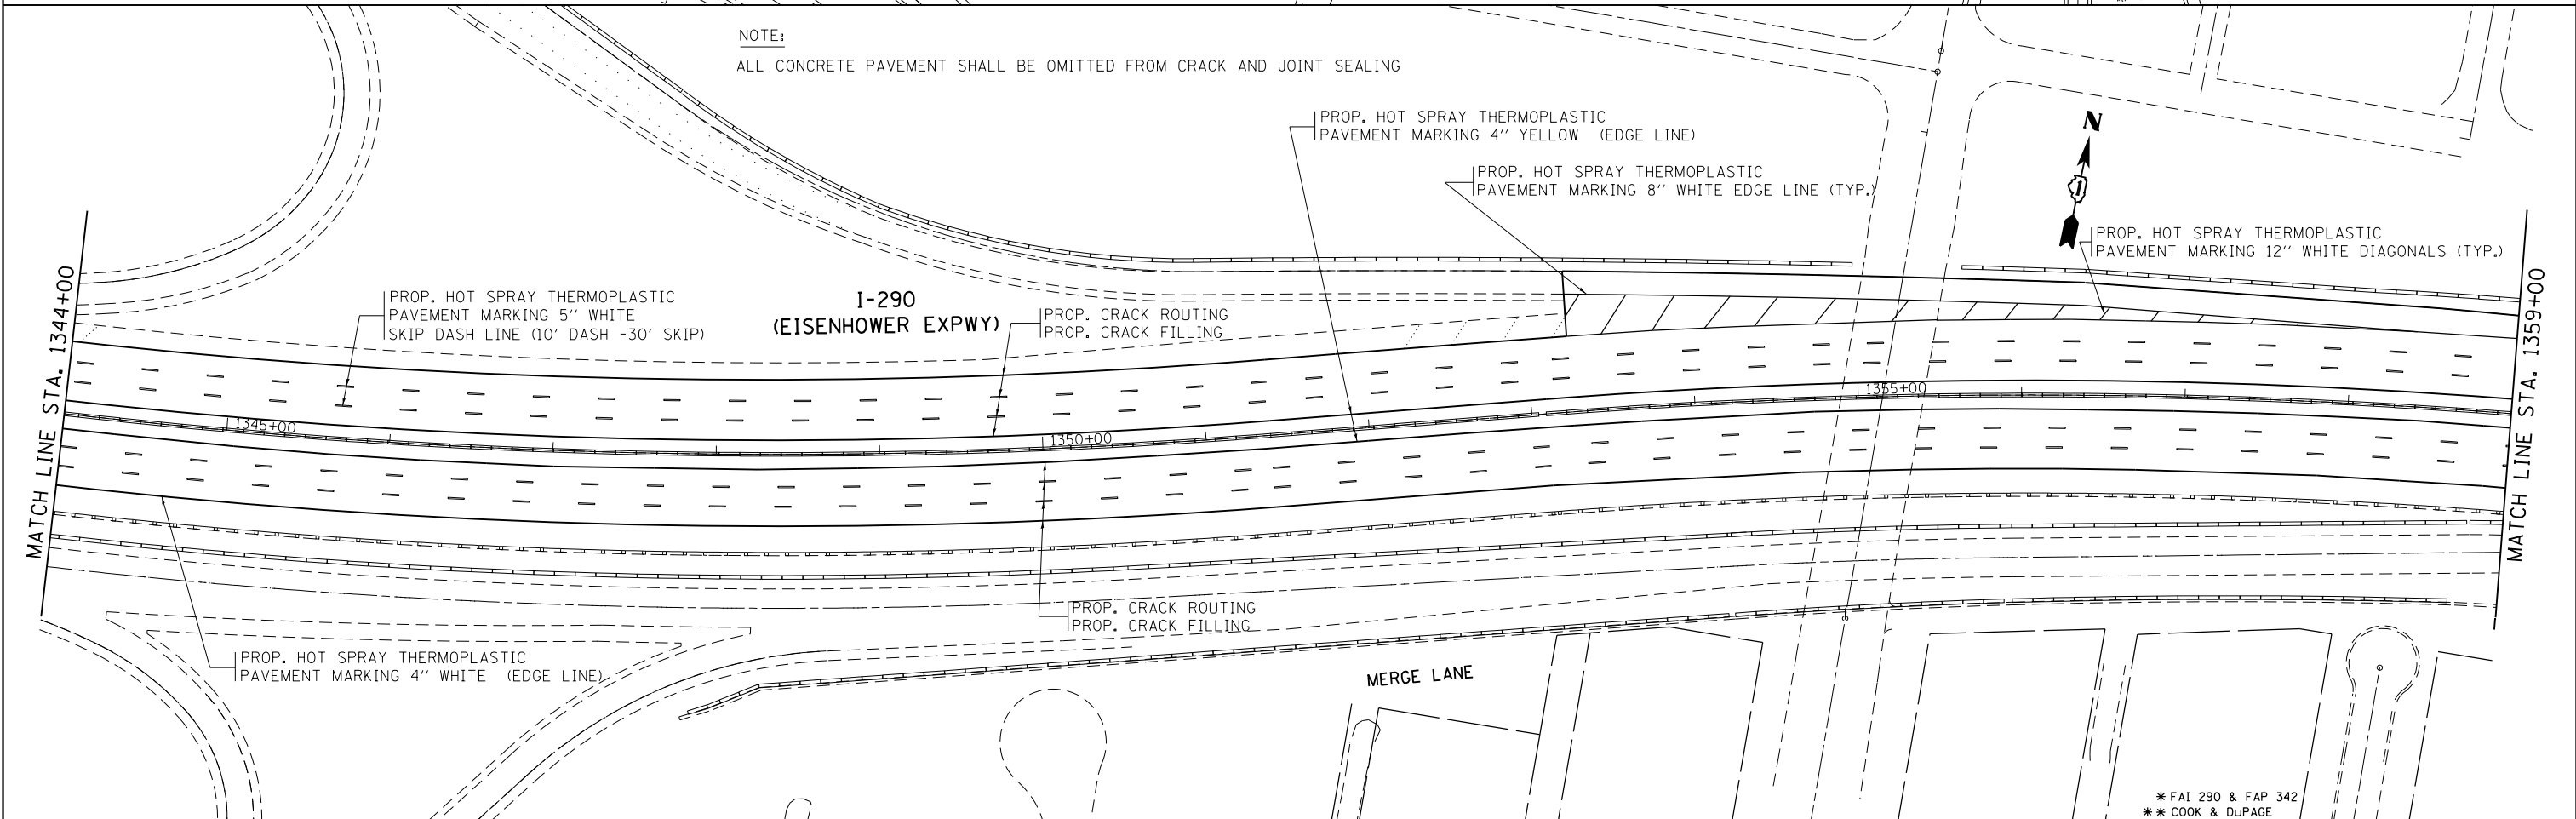 NOTE:
ALL CONCRETE PAVEMENT SHALL BE OMITTED FROM CRACK AND JOINT SEALING
PROP. HOT SPRAY THERMOPLASTIC
PAVEMENT MARKING 4'' YELLOW (EDGE LINE)
PROP. HOT SPRAY THERMOPLASTIC
PAVEMENT MARKING 8'' WHITE EDGE LINE (TYP.)
N
I
PROP. HOT SPRAY THERMOPLASTIC
PAVEMENT MARKING 12'' WHITE DIAGONALS (TYP.)
MATCH LINE STA. 1344+00
PROP. HOT SPRAY THERMOPLASTIC
PAVEMENT MARKING 5'' WHITE
SKIP DASH LINE (10' DASH -30' SKIP)
I-290
(EISENHOWER EXPWY)
PROP. CRACK ROUTING
PROP. CRACK FILLING
MATCH LINE STA. 1359+00
1345+00
1350+00
1355+00
PROP. CRACK ROUTING
PROP. CRACK FILLING
PROP. HOT SPRAY THERMOPLASTIC
PAVEMENT MARKING 4'' WHITE (EDGE LINE)
MERGE LANE
* FAI 290 & FAP 342
** COOK & DuPAGE